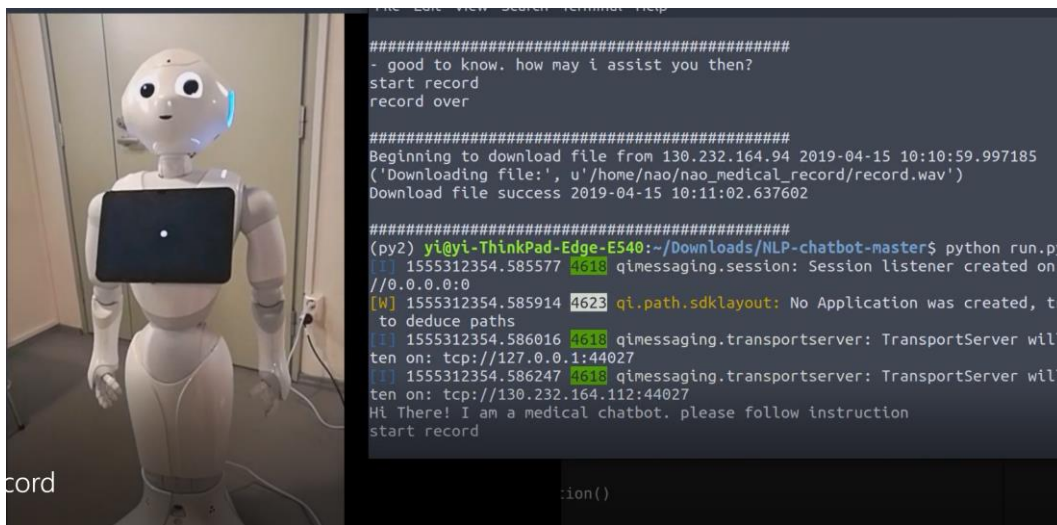 File Edit View Search Terminal Help
##############################################
- good to know. how may i assist you then?
start record
record over
##############################################
Beginning to download file from 130.232.164.94 2019-04-15 10:10:59.997185
('Downloading file:', u'/home/nao/nao_medical_record/record.wav')
Download file success 2019-04-15 10:11:02.637602
##############################################
(py2) yi@yi-ThinkPad-Edge-E540:~/Downloads/NLP-chatbot-master$ python run.p
[I] 1555312354.585577 4618 qimessaging.session: Session listener created on
//0.0.0.0:0
[W] 1555312354.585914 4623 qi.path.sdklayout: No Application was created, t
to deduce paths
[I] 1555312354.586016 4618 qimessaging.transportserver: TransportServer wil
ten on: tcp://127.0.0.1:44027
[I] 1555312354.586247 4618 qimessaging.transportserver: TransportServer wil
ten on: tcp://130.232.164.112:44027
Hi There! I am a medical chatbot. please follow instruction
start record
cord
tion()